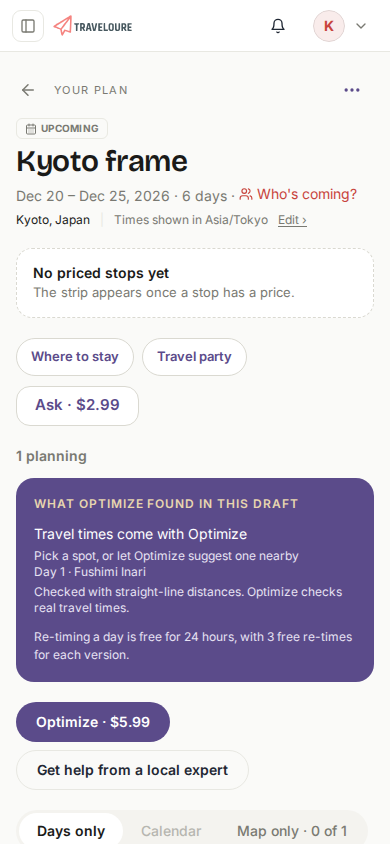 TRAVELOURE
K
YOUR PLAN
UPCOMING
Kyoto frame
Dec 20 – Dec 25, 2026 · 6 days · Who's coming?
Kyoto, Japan | Times shown in Asia/Tokyo Edit ›
No priced stops yet
The strip appears once a stop has a price.
Where to stay
Travel party
Ask · $2.99
1 planning
WHAT OPTIMIZE FOUND IN THIS DRAFT
Travel times come with Optimize
Pick a spot, or let Optimize suggest one nearby
Day 1 · Fushimi Inari
Checked with straight-line distances. Optimize checks
real travel times.
Re-timing a day is free for 24 hours, with 3 free re-times
for each version.
Optimize · $5.99
Get help from a local expert
Days only
Calendar
Map only · 0 of 1